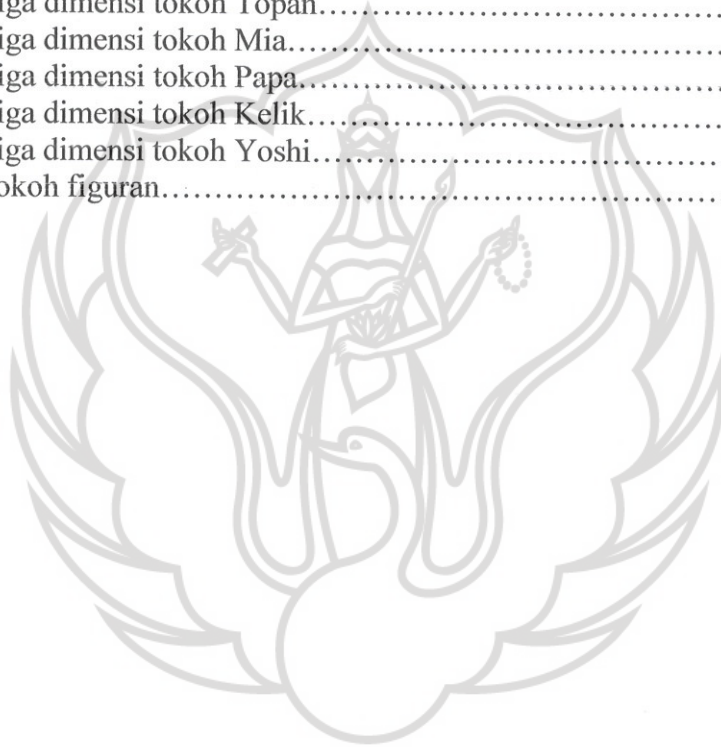 iga dimensi tokoh Topan……………………………………………
iga dimensi tokoh Mia………………………………………………
iga dimensi tokoh Papa………………………………………………
iga dimensi tokoh Kelik………………………………………………
iga dimensi tokoh Yoshi………………………………………………
okoh figuran……………………………………………………………